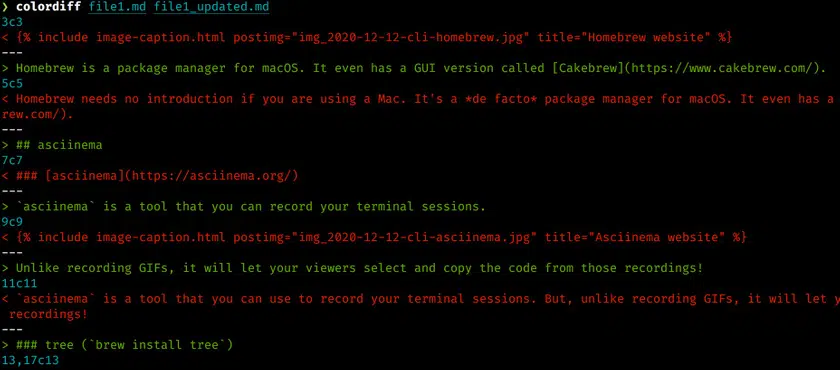 ❯ colordiff file1.md file1_updated.md
3c3
< {% include image-caption.html postimg="img_2020-12-12-cli-homebrew.jpg" title="Homebrew website" %}
---
> Homebrew is a package manager for macOS. It even has a GUI version called [Cakebrew](https://www.cakebrew.com/).
5c5
< Homebrew needs no introduction if you are using a Mac. It's a *de facto* package manager for macOS. It even has a
rew.com/).
---
> ## asciinema
7c7
< ### [asciinema](https://asciinema.org/)
---
> `asciinema` is a tool that you can record your terminal sessions.
9c9
< {% include image-caption.html postimg="img_2020-12-12-cli-asciinema.jpg" title="Asciinema website" %}
---
> Unlike recording GIFs, it will let your viewers select and copy the code from those recordings!
11c11
< `asciinema` is a tool that you can use to record your terminal sessions. But, unlike recording GIFs, it will let y
recordings!
---
> ### tree (`brew install tree`)
13,17c13